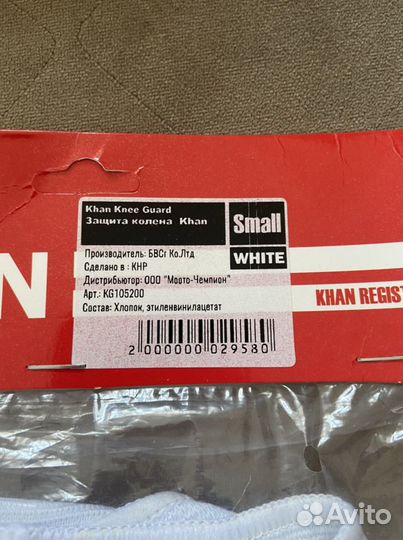 Khan Knee Guard
Защита колена Khan
Small
WHITE
Производитель: БВСг Ко.Лтд
Сделано в : КНР
Дистрибьютор: ООО "Моото-Чемпион"
Арт.: KG105200
Состав: Хлопок, этиленвинилацетат
2 000000 029580
N
KHAN REGIST
Avito